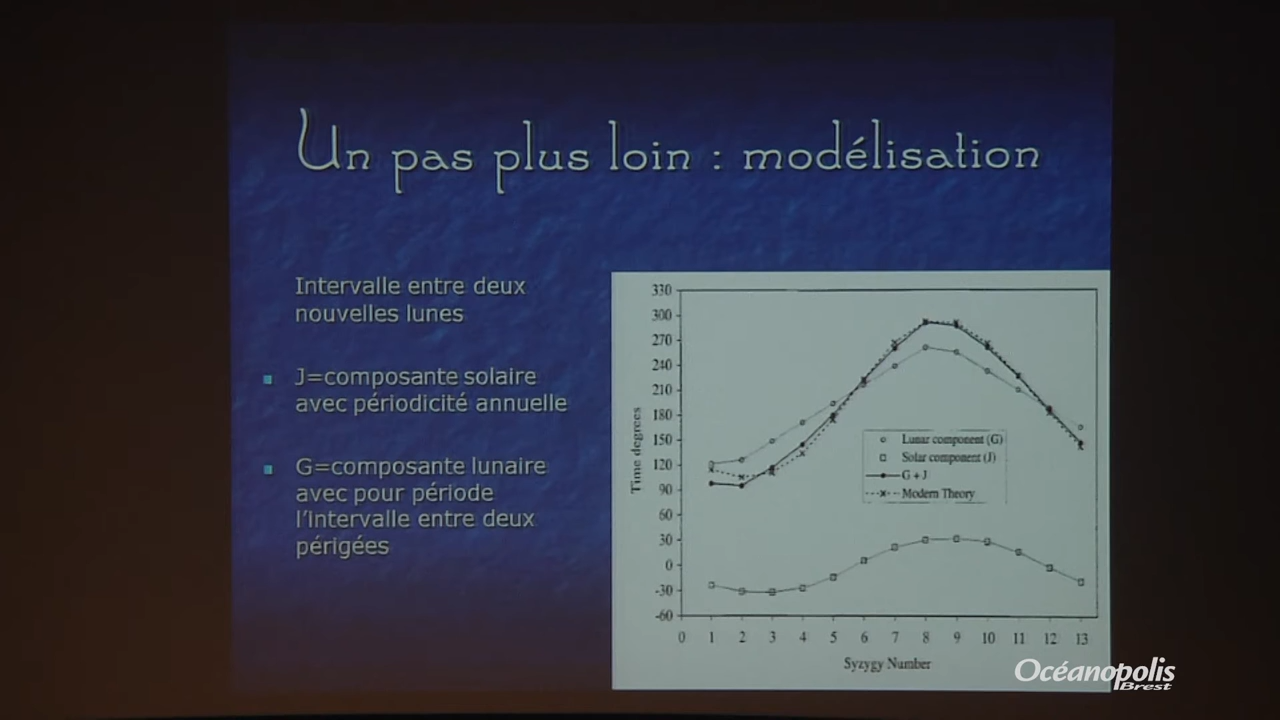 Un pas plus loin : modélisation
Intervalle entre deux
nouvelles lunes
J=composante solaire
avec périodicité annuelle
G=composante lunaire
avec pour période
l'intervalle entre deux
périgées
330
300
270
240
210
180
150
120
90
60
30
0
-30
-60
Time degrees
Lunar component (G)
Solar component (J)
G + J
Modern Theory
0 1 2 3 4 5 6 7 8 9 10 11 12 13
Syzygy Number
Océanopolis
Brest